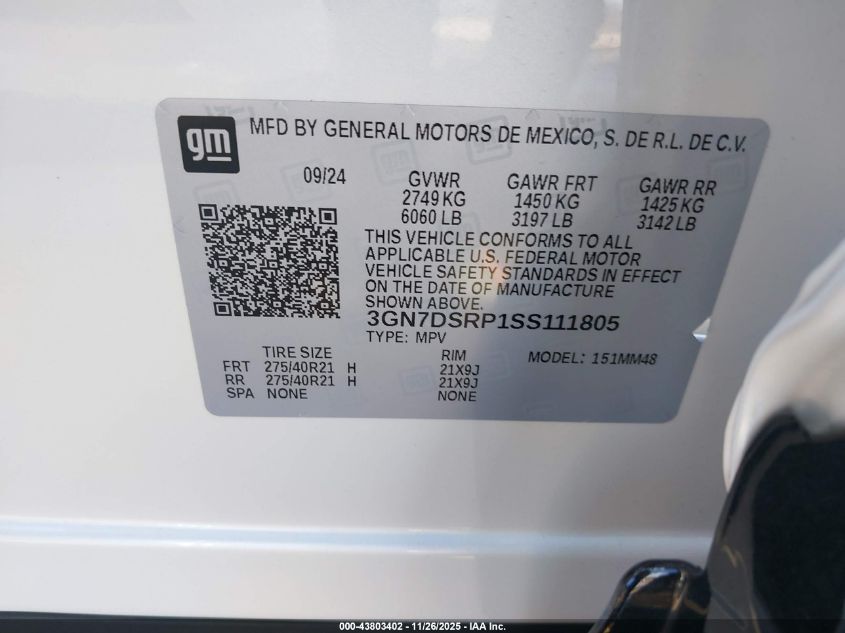 gm MFD BY GENERAL MOTORS DE MEXICO, S. DE R.L. DE C.V.
09/24 GVWR GAWR FRT GAWR RR
2749 KG 1450 KG 1425 KG
6060 LB 3197 LB 3142 LB
THIS VEHICLE CONFORMS TO ALL
APPLICABLE U.S. FEDERAL MOTOR
VEHICLE SAFETY STANDARDS IN EFFECT
ON THE DATE OF MANUFACTURE
SHOWN ABOVE.
3GN7DSRP1SS111805
TYPE: MPV
TIRE SIZE RIM MODEL: 151MM48
FRT 275/40R21 H 21X9J
RR 275/40R21 H 21X9J
SPA NONE NONE
000-43803402 - 11/26/2025 - IAA Inc.